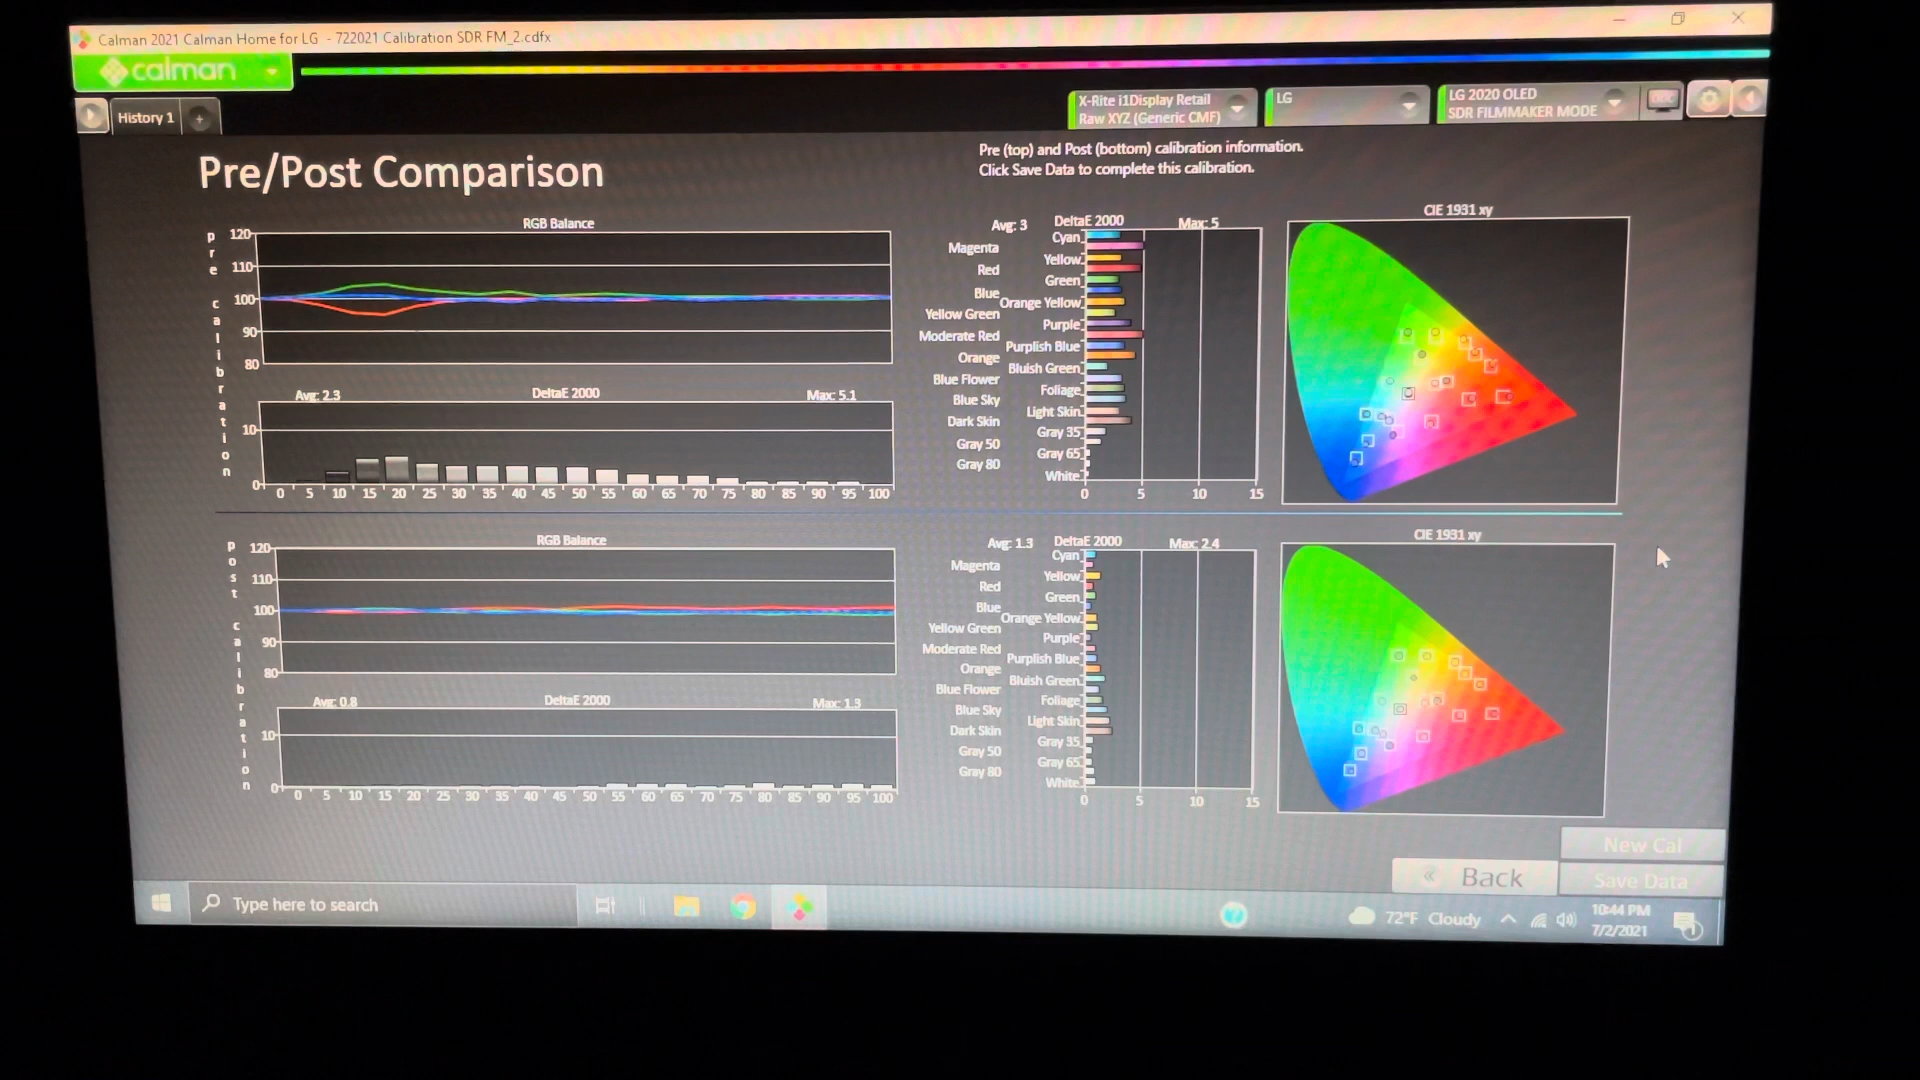 Calman 2021 Calman Home for LG - 722021 Calibration SDR FM_2.cdfx
calman
History 1
+
X-Rite i1Display Retail
Raw XYZ (Generic CMF)
LG
LG 2020 OLED
SDR FILMMAKER MODE
Pre/Post Comparison
Pre (top) and Post (bottom) calibration information.
Click Save Data to complete this calibration.
pre calibration
RGB Balance
120
110
100
90
80
Avg: 2.3 DeltaE 2000 Max: 5.1
10
0
0 5 10 15 20 25 30 35 40 45 50 55 60 65 70 75 80 85 90 95 100
Avg: 3 DeltaE 2000 Max: 5
Cyan
Magenta
Yellow
Red
Green
Blue
Orange Yellow
Yellow Green
Purple
Moderate Red
Purplish Blue
Orange
Bluish Green
Blue Flower
Foliage
Blue Sky
Light Skin
Dark Skin
Gray 35
Gray 50
Gray 65
Gray 80
White
0 5 10 15
CIE 1931 xy
post calibration
RGB Balance
120
110
100
90
80
Avg: 0.8 DeltaE 2000 Max: 1.3
10
0
0 5 10 15 20 25 30 35 40 45 50 55 60 65 70 75 80 85 90 95 100
Avg: 1.3 DeltaE 2000 Max: 2.4
Cyan
Magenta
Yellow
Red
Green
Blue
Orange Yellow
Yellow Green
Purple
Moderate Red
Purplish Blue
Orange
Bluish Green
Blue Flower
Foliage
Blue Sky
Light Skin
Dark Skin
Gray 35
Gray 50
Gray 65
Gray 80
White
0 5 10 15
CIE 1931 xy
New Cal
« Back
Save Data
Type here to search
72°F Cloudy
10:44 PM
7/2/2021
1